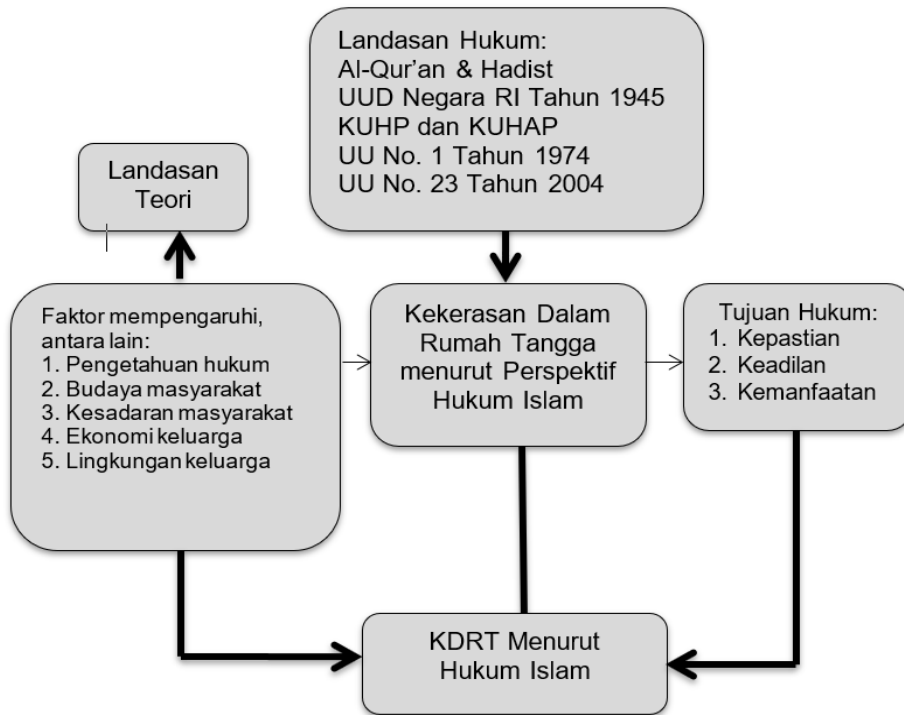 Landasan Hukum:
Al-Qur’an & Hadist
UUD Negara RI Tahun 1945
KUHP dan KUHAP
UU No. 1 Tahun 1974
UU No. 23 Tahun 2004
Landasan
Teori
Faktor mempengaruhi,
antara lain:
1. Pengetahuan hukum
2. Budaya masyarakat
3. Kesadaran masyarakat
4. Ekonomi keluarga
5. Lingkungan keluarga
Kekerasan Dalam
Rumah Tangga
menurut Perspektif
Hukum Islam
Tujuan Hukum:
1. Kepastian
2. Keadilan
3. Kemanfaatan
KDRT Menurut
Hukum Islam